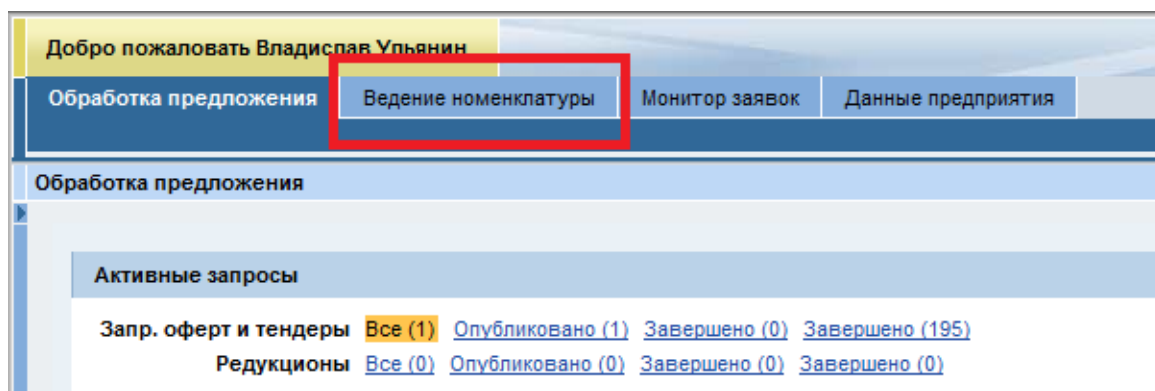 Добро пожаловать Владислав Ульянин
Обработка предложения Ведение номенклатуры Монитор заявок Данные предприятия
Обработка предложения
Активные запросы
Запр. оферт и тендеры Все (1) Опубликовано (1) Завершено (0) Завершено (195)
Редукционы Все (0) Опубликовано (0) Завершено (0) Завершено (0)